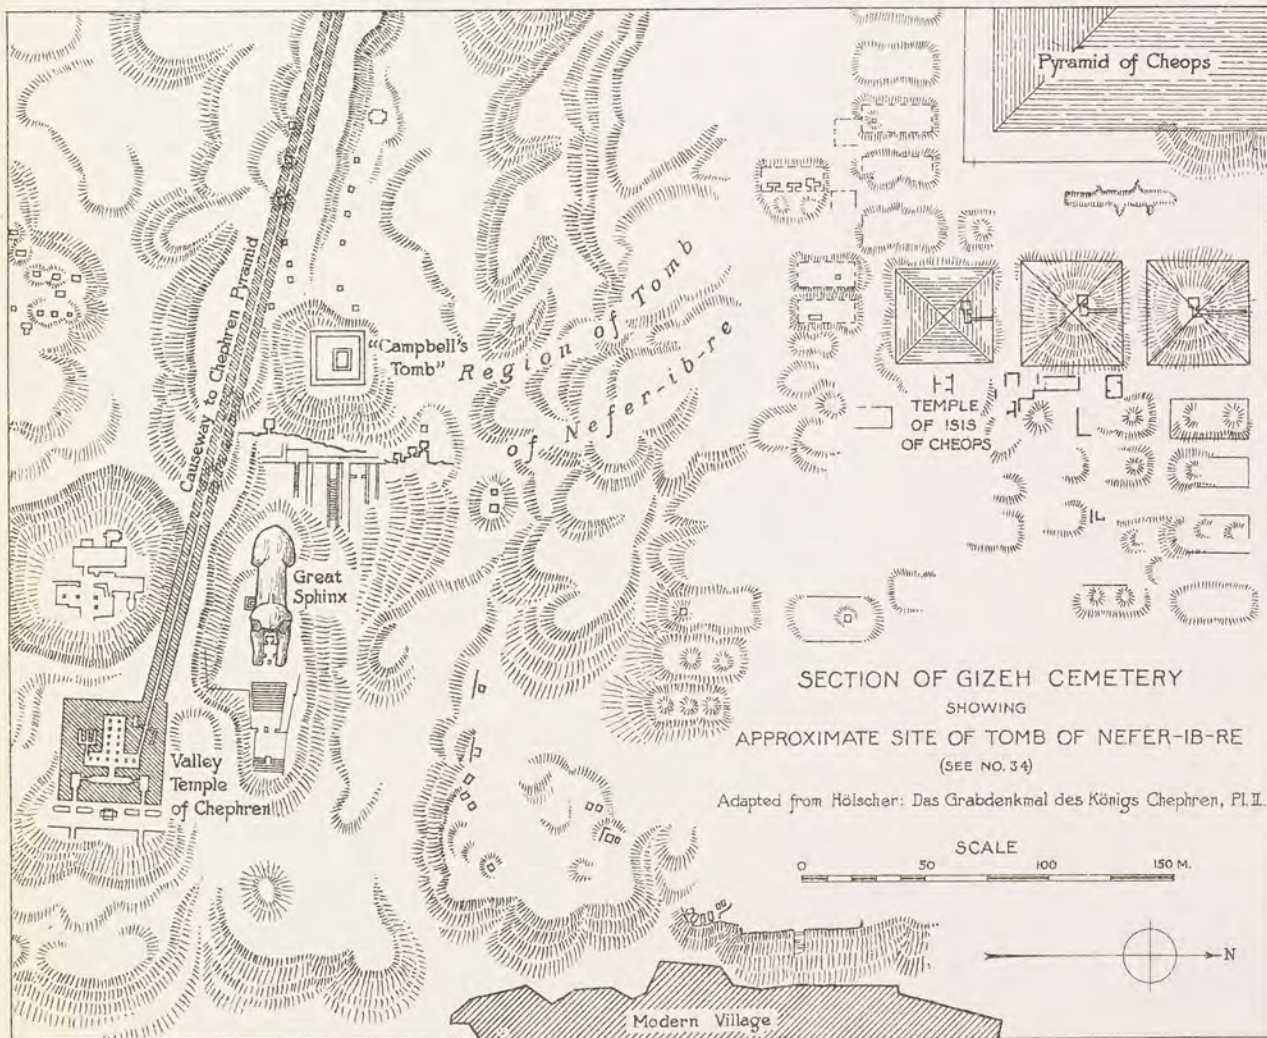 Pyramid of Cheops
Causeway to Chephren Pyramid
"Campbell's
Tomb"
Region of Tomb
of Nefer-ib-re
TEMPLE
OF ISIS
OF CHEOPS
Great
Sphinx
Valley
Temple
of Chephren
SECTION OF GIZEH CEMETERY
SHOWING
APPROXIMATE SITE OF TOMB OF NEFER-IB-RE
(SEE NO. 34)
Adapted from Hölscher: Das Grabdenkmal des Königs Chephren, Pl. II.
SCALE
0 50 100 150 M.
N
Modern Village